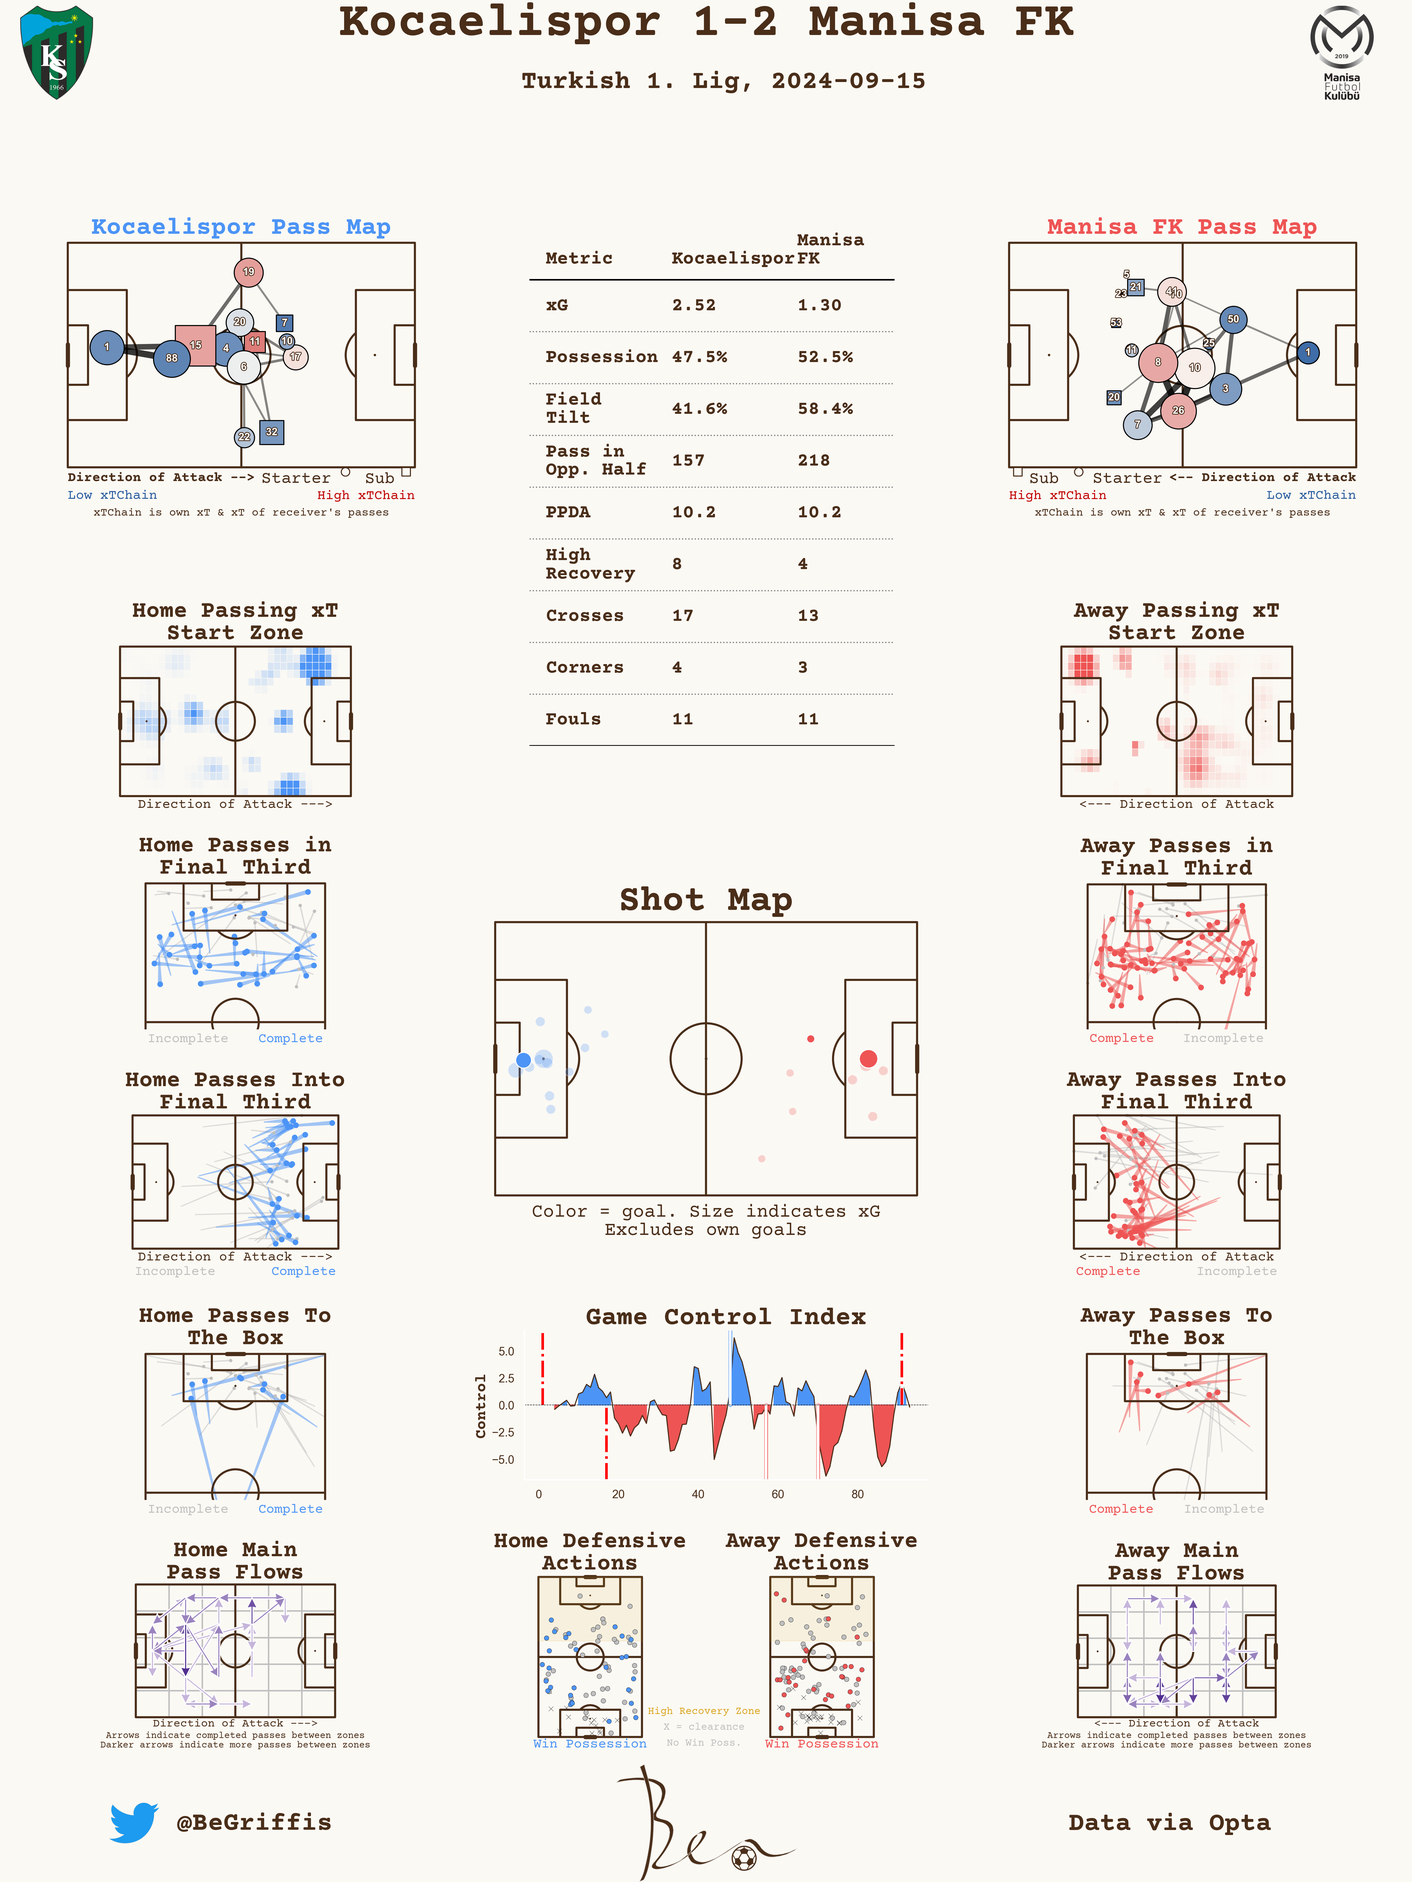 Kocaelispor 1-2 Manisa FK
Turkish 1. Lig, 2024-09-15
KS
1966
2019
Manisa
Futbol
Kulübü
Kocaelispor Pass Map
19
20
7
15
4
11
10
1
88
17
6
22
32
Direction of Attack --> Starter Sub
Low xTChain High xTChain
xTChain is own xT & xT of receiver's passes
Metric Kocaelispor Manisa FK
xG 2.52 1.30
Possession 47.5% 52.5%
Field Tilt 41.6% 58.4%
Pass in Opp. Half 157 218
PPDA 10.2 10.2
High Recovery 8 4
Crosses 17 13
Corners 4 3
Fouls 11 11
Manisa FK Pass Map
5
21
23
41
53
50
25
11
8
10
1
3
20
26
7
Sub Starter <-- Direction of Attack
High xTChain Low xTChain
xTChain is own xT & xT of receiver's passes
Home Passing xT
Start Zone
Direction of Attack --->
Away Passing xT
Start Zone
<--- Direction of Attack
Home Passes in
Final Third
Incomplete Complete
Away Passes in
Final Third
Complete Incomplete
Shot Map
Color = goal. Size indicates xG
Excludes own goals
Home Passes Into
Final Third
Direction of Attack --->
Incomplete Complete
Away Passes Into
Final Third
<--- Direction of Attack
Complete Incomplete
Home Passes To
The Box
Incomplete Complete
Game Control Index
Control
5.0
2.5
0.0
−2.5
−5.0
0 20 40 60 80
Away Passes To
The Box
Complete Incomplete
Home Main
Pass Flows
Direction of Attack --->
Arrows indicate completed passes between zones
Darker arrows indicate more passes between zones
Home Defensive
Actions
Win Possession
High Recovery Zone
X = clearance
No Win Poss.
Away Defensive
Actions
Win Possession
Away Main
Pass Flows
<--- Direction of Attack
Arrows indicate completed passes between zones
Darker arrows indicate more passes between zones
@BeGriffis
Ben
Data via Opta